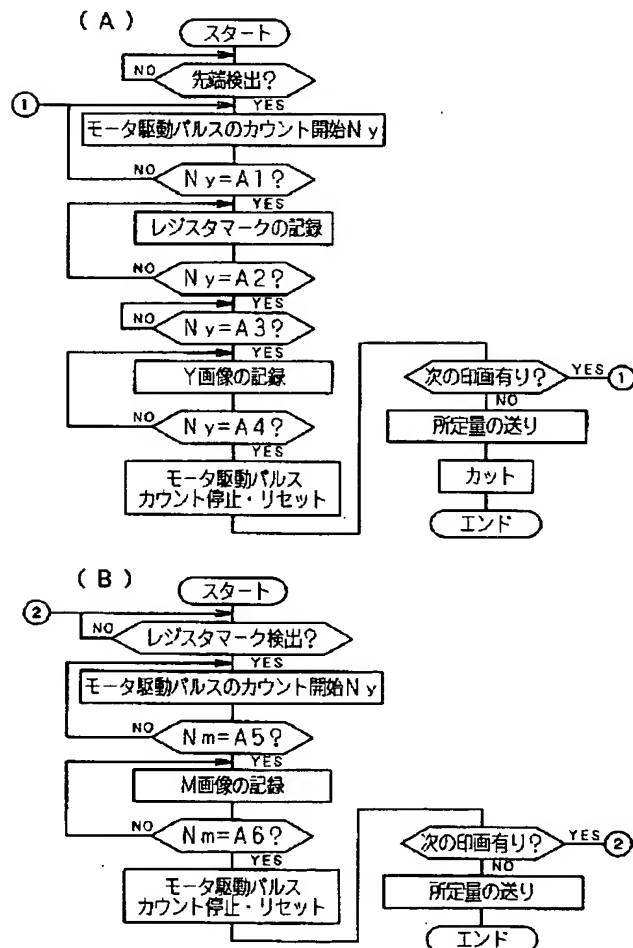 (A)
スタート
先端検出?
NO
YES
①
モータ駆動パルスのカウント開始Ny
Ny=A1?
NO
YES
レジスタマークの記録
Ny=A2?
NO
YES
Ny=A3?
NO
YES
Y画像の記録
Ny=A4?
NO
YES
モータ駆動パルス
カウント停止・リセット
次の印画有り?
YES
①
NO
所定量の送り
カット
エンド
(B)
スタート
②
レジスタマーク検出?
NO
YES
モータ駆動パルスのカウント開始Ny
Nm=A5?
NO
YES
M画像の記録
Nm=A6?
NO
YES
モータ駆動パルス
カウント停止・リセット
次の印画有り?
YES
②
NO
所定量の送り
エンド